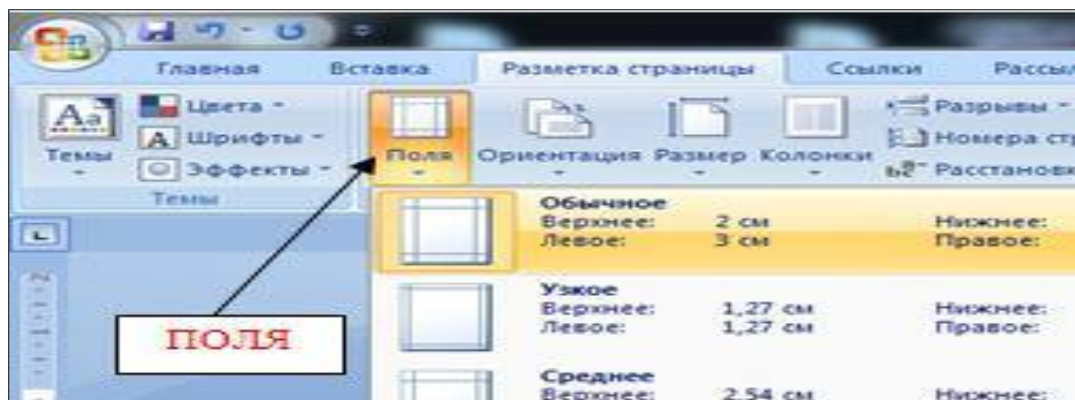 Главная Вставка Разметка страницы Ссылки
Аа Цвета
А Шрифты
Эффекты
Темы
Поля Ориентация Размер Колонки
Разрывы
Номера
Темы
Обычное
Верхнее: 2 см Нижнее:
Левое: 3 см Правое:
Узкое
Верхнее: 1,27 см Нижнее:
Левое: 1,27 см Правое:
Среднее
Верхнее: 2,54 см Нижнее:
ПОЛЯ